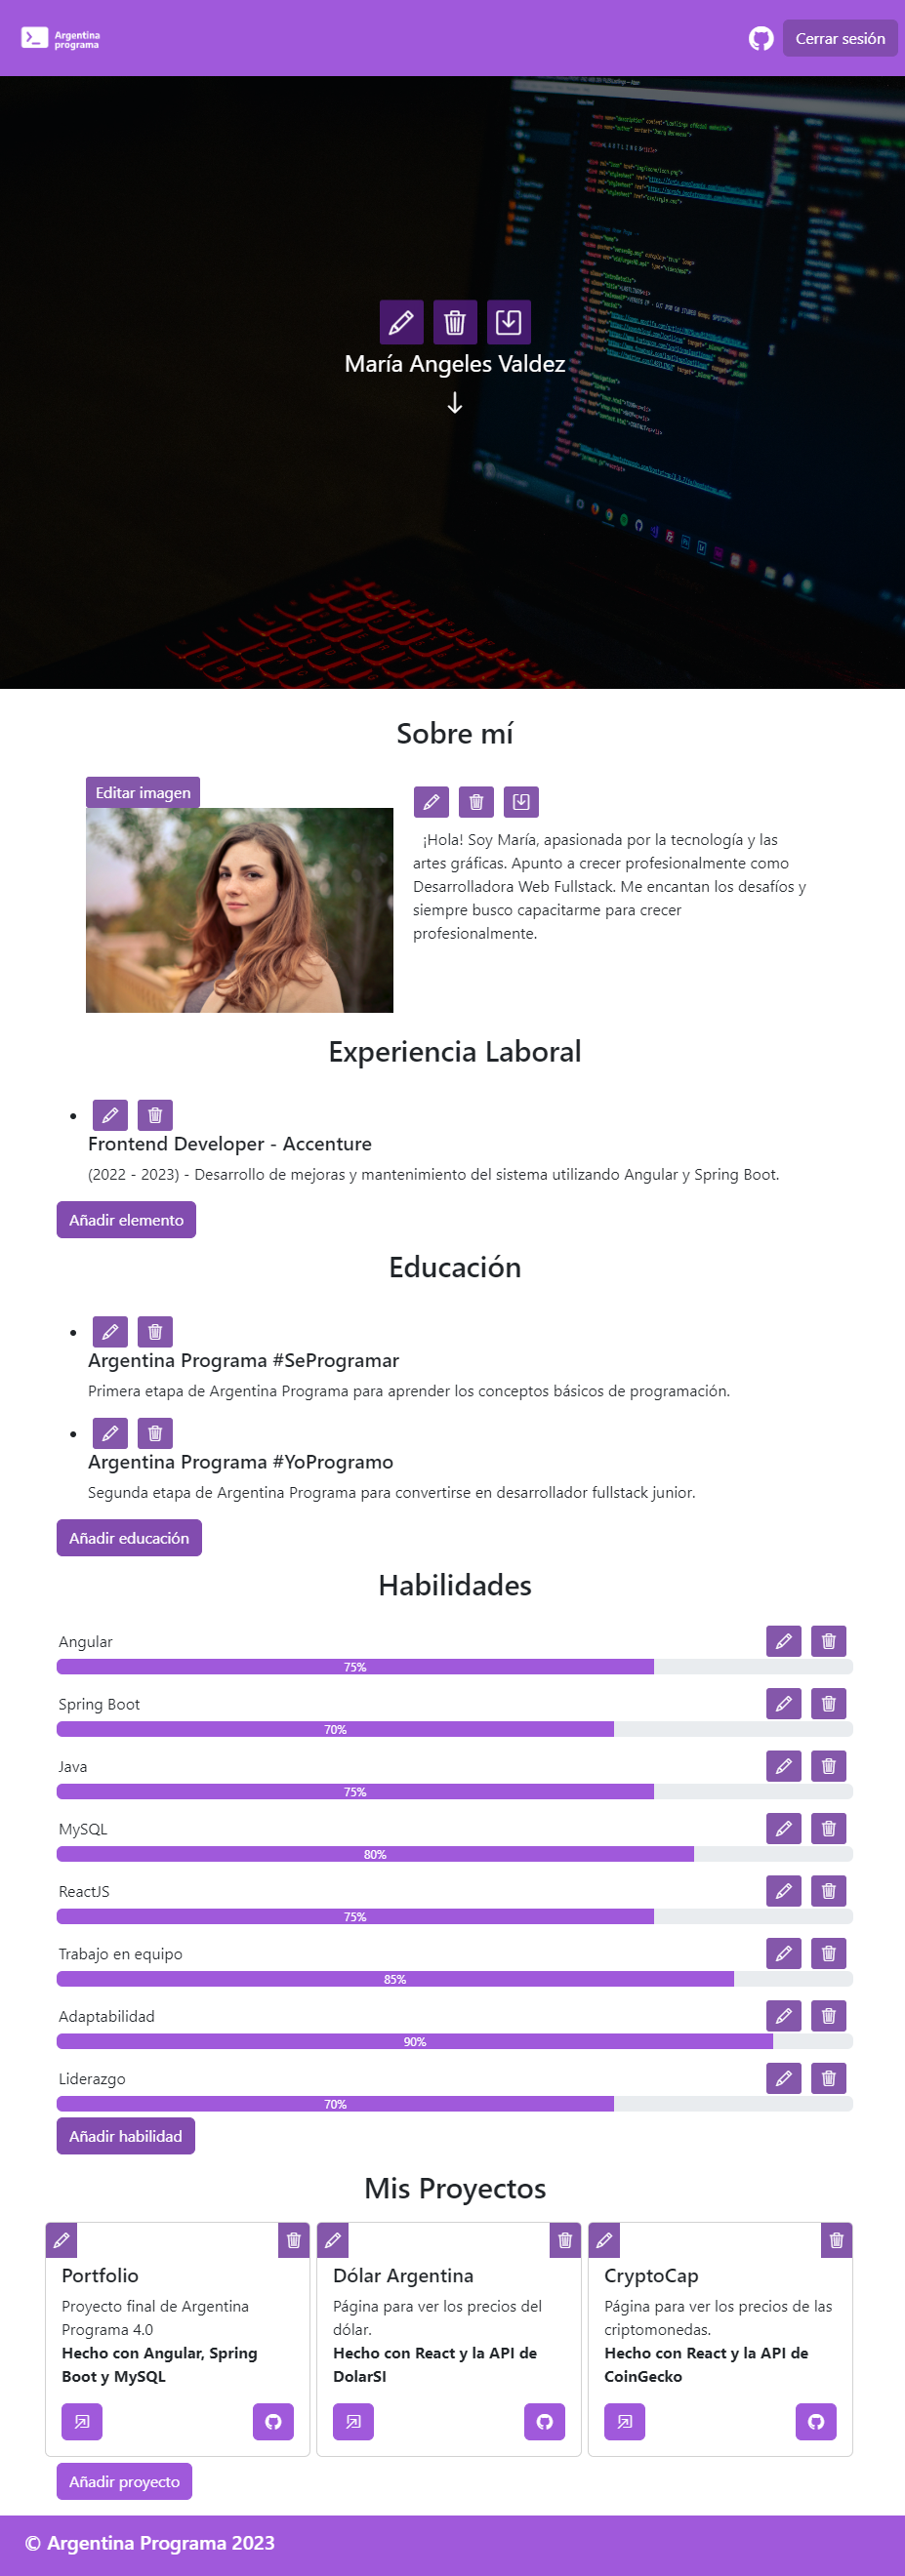 Argentina
programa
Cerrar sesión
María Angeles Valdez
Sobre mí
Editar imagen
¡Hola! Soy María, apasionada por la tecnología y las
artes gráficas. Apunto a crecer profesionalmente como
Desarrolladora Web Fullstack. Me encantan los desafíos y
siempre busco capacitarme para crecer
profesionalmente.
Experiencia Laboral
Frontend Developer - Accenture
(2022 - 2023) - Desarrollo de mejoras y mantenimiento del sistema utilizando Angular y Spring Boot.
Añadir elemento
Educación
Argentina Programa #SeProgramar
Primera etapa de Argentina Programa para aprender los conceptos básicos de programación.
Argentina Programa #YoProgramo
Segunda etapa de Argentina Programa para convertirse en desarrollador fullstack junior.
Añadir educación
Habilidades
Angular
75%
Spring Boot
70%
Java
75%
MySQL
80%
ReactJS
75%
Trabajo en equipo
85%
Adaptabilidad
90%
Liderazgo
70%
Añadir habilidad
Mis Proyectos
Portfolio
Proyecto final de Argentina
Programa 4.0
Hecho con Angular, Spring
Boot y MySQL
Dólar Argentina
Página para ver los precios del
dólar.
Hecho con React y la API de
DolarSI
CryptoCap
Página para ver los precios de las
criptomonedas.
Hecho con React y la API de
CoinGecko
Añadir proyecto
© Argentina Programa 2023